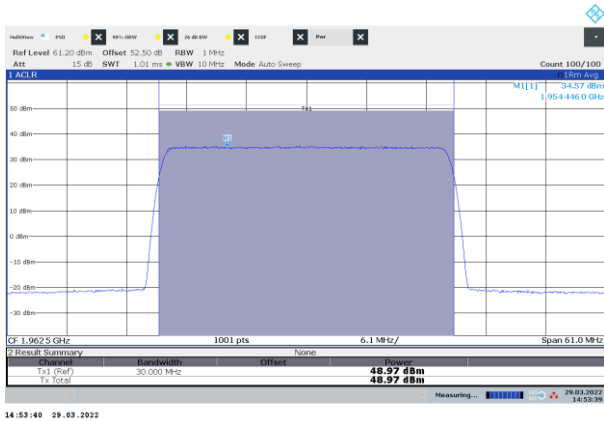 MultiView PSD 99% OBW 26 dB BW CCDF Pwr
Ref Level 61.20 dBm Offset 52.50 dB RBW 1 MHz
Att 15 dB SWT 1.01 ms VBW 10 MHz Mode Auto Sweep Count 100/100
1 ACLR 1Rm Avg
M1[1] 34.57 dBm
1.954 446 0 GHz
Tx1
50 dBm
40 dBm
M1
30 dBm
20 dBm
10 dBm
0 dBm
-10 dBm
-20 dBm
-30 dBm
CF 1.9625 GHz 1001 pts 6.1 MHz/ Span 61.0 MHz
2 Result Summary None
Channel Bandwidth Offset Power
Tx1 (Ref) 30.000 MHz 48.97 dBm
Tx Total 48.97 dBm
Measuring... 29.03.2022
14:53:39
14:53:40 29.03.2022